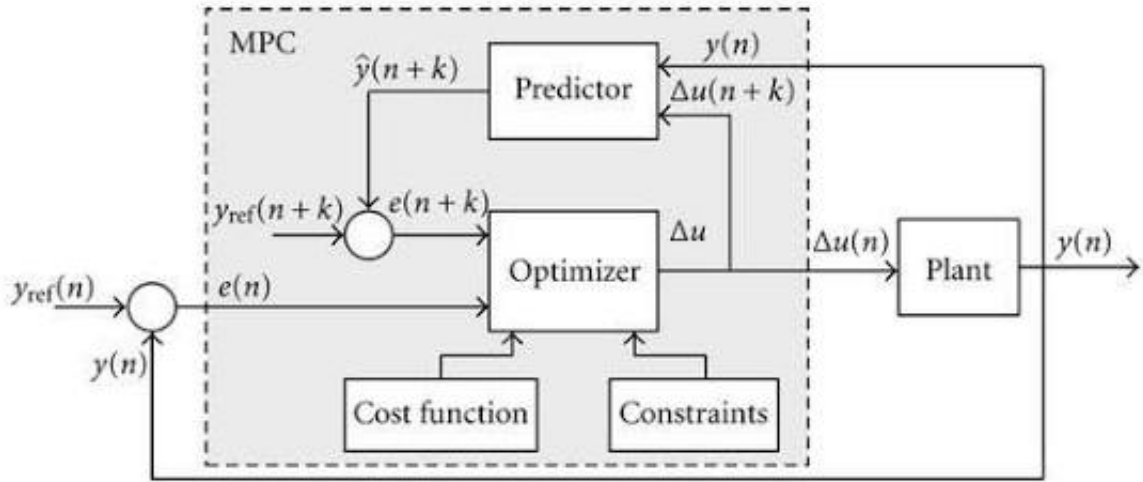 MPC
y(n)
ŷ(n + k)
Predictor
Δu(n + k)
y_ref(n + k)
e(n + k)
Δu
Optimizer
Δu(n)
Plant
y(n)
y_ref(n)
e(n)
y(n)
Cost function
Constraints